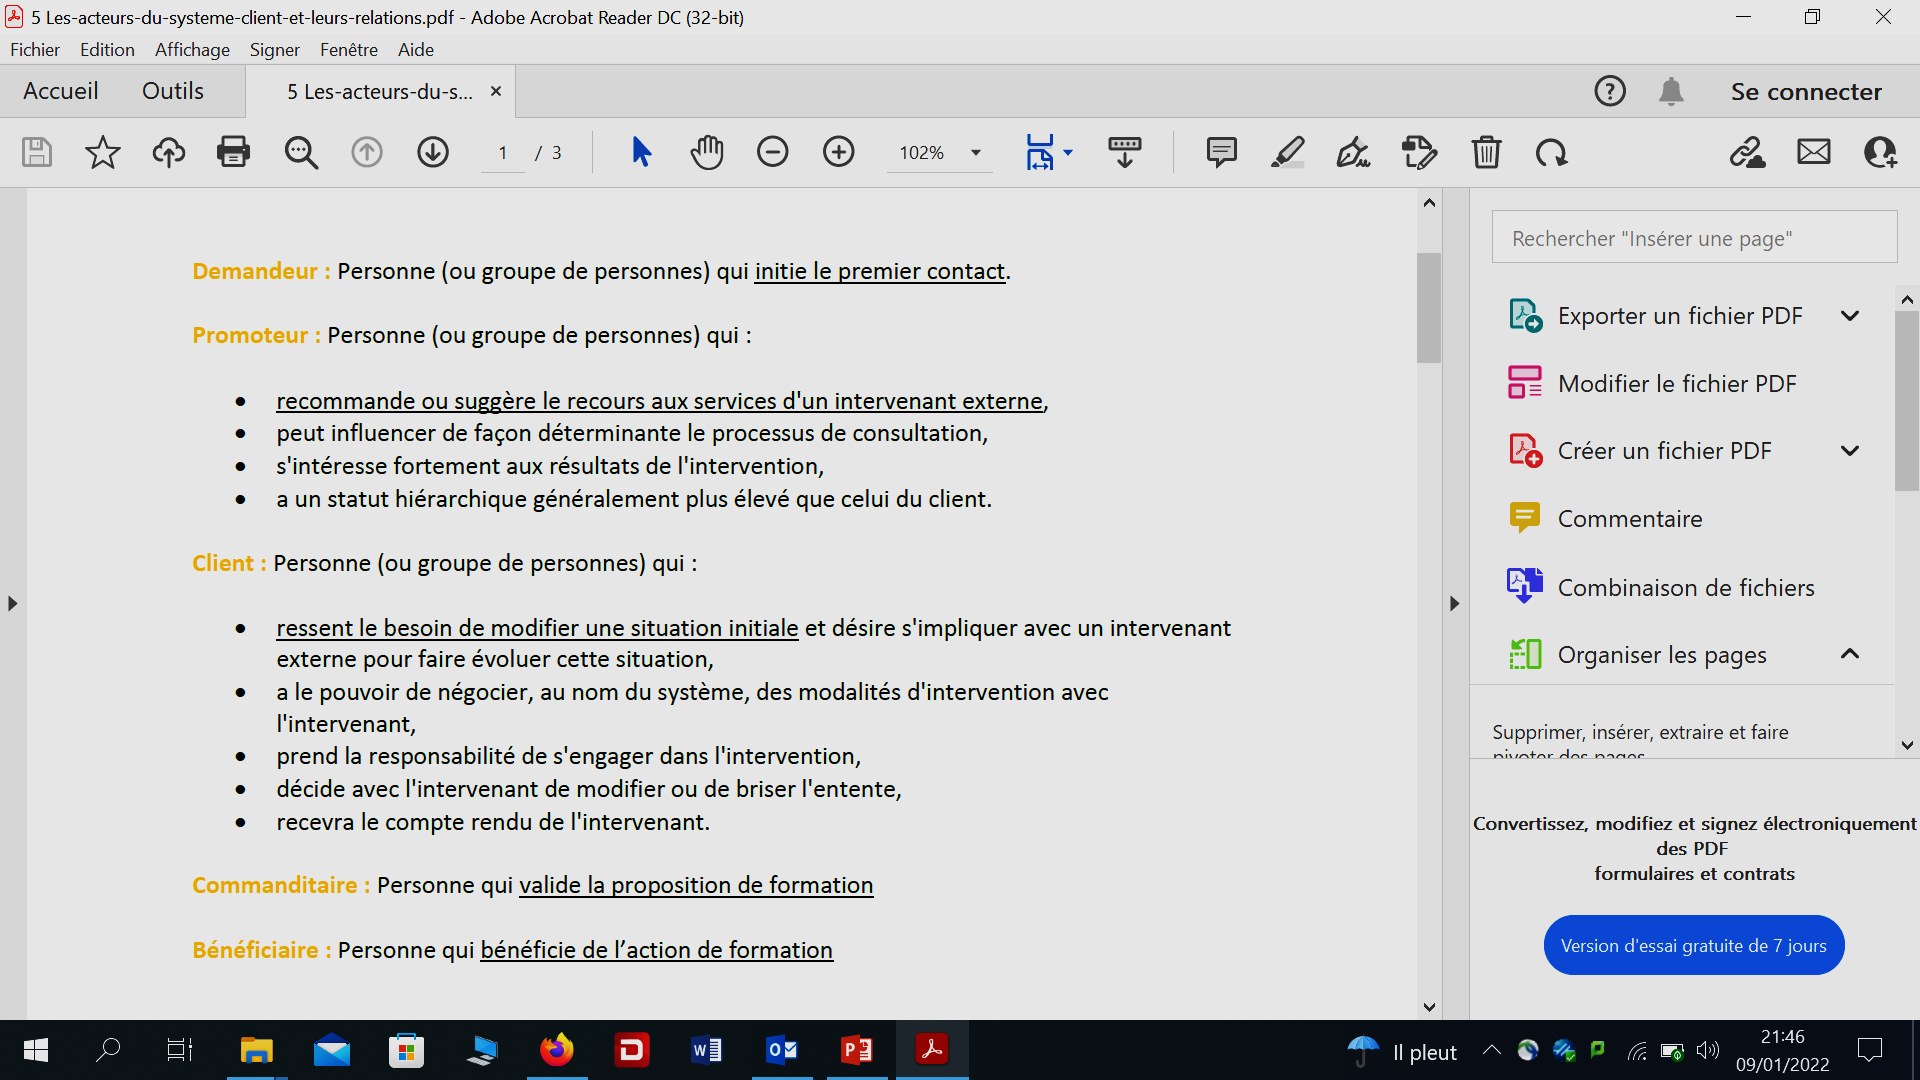 5 Les-acteurs-du-systeme-client-et-leurs-relations.pdf - Adobe Acrobat Reader DC (32-bit)
Fichier Edition Affichage Signer Fenêtre Aide
Accueil Outils 5 Les-acteurs-du-s... × Se connecter
1 / 3 102%
Demandeur : Personne (ou groupe de personnes) qui initie le premier contact.
Promoteur : Personne (ou groupe de personnes) qui :
• recommande ou suggère le recours aux services d'un intervenant externe,
• peut influencer de façon déterminante le processus de consultation,
• s'intéresse fortement aux résultats de l'intervention,
• a un statut hiérarchique généralement plus élevé que celui du client.
Client : Personne (ou groupe de personnes) qui :
• ressent le besoin de modifier une situation initiale et désire s'impliquer avec un intervenant
externe pour faire évoluer cette situation,
• a le pouvoir de négocier, au nom du système, des modalités d'intervention avec
l'intervenant,
• prend la responsabilité de s'engager dans l'intervention,
• décide avec l'intervenant de modifier ou de briser l'entente,
• recevra le compte rendu de l'intervenant.
Commanditaire : Personne qui valide la proposition de formation
Bénéficiaire : Personne qui bénéficie de l’action de formation
Rechercher "Insérer une page"
Exporter un fichier PDF
Modifier le fichier PDF
Créer un fichier PDF
Commentaire
Combinaison de fichiers
Organiser les pages
Supprimer, insérer, extraire et faire
pivoter des pages
Convertissez, modifiez et signez électroniquement
des PDF
formulaires et contrats
Version d'essai gratuite de 7 jours
Il pleut
21:46
09/01/2022